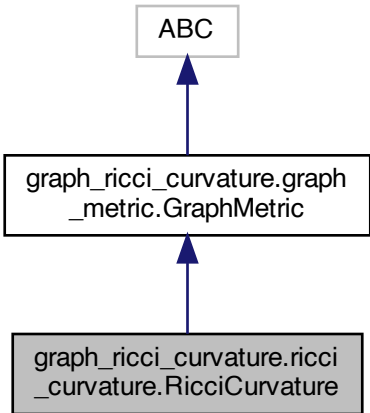 ABC
graph_ricci_curvature.graph
_metric.GraphMetric
graph_ricci_curvature.ricci
_curvature.RicciCurvature